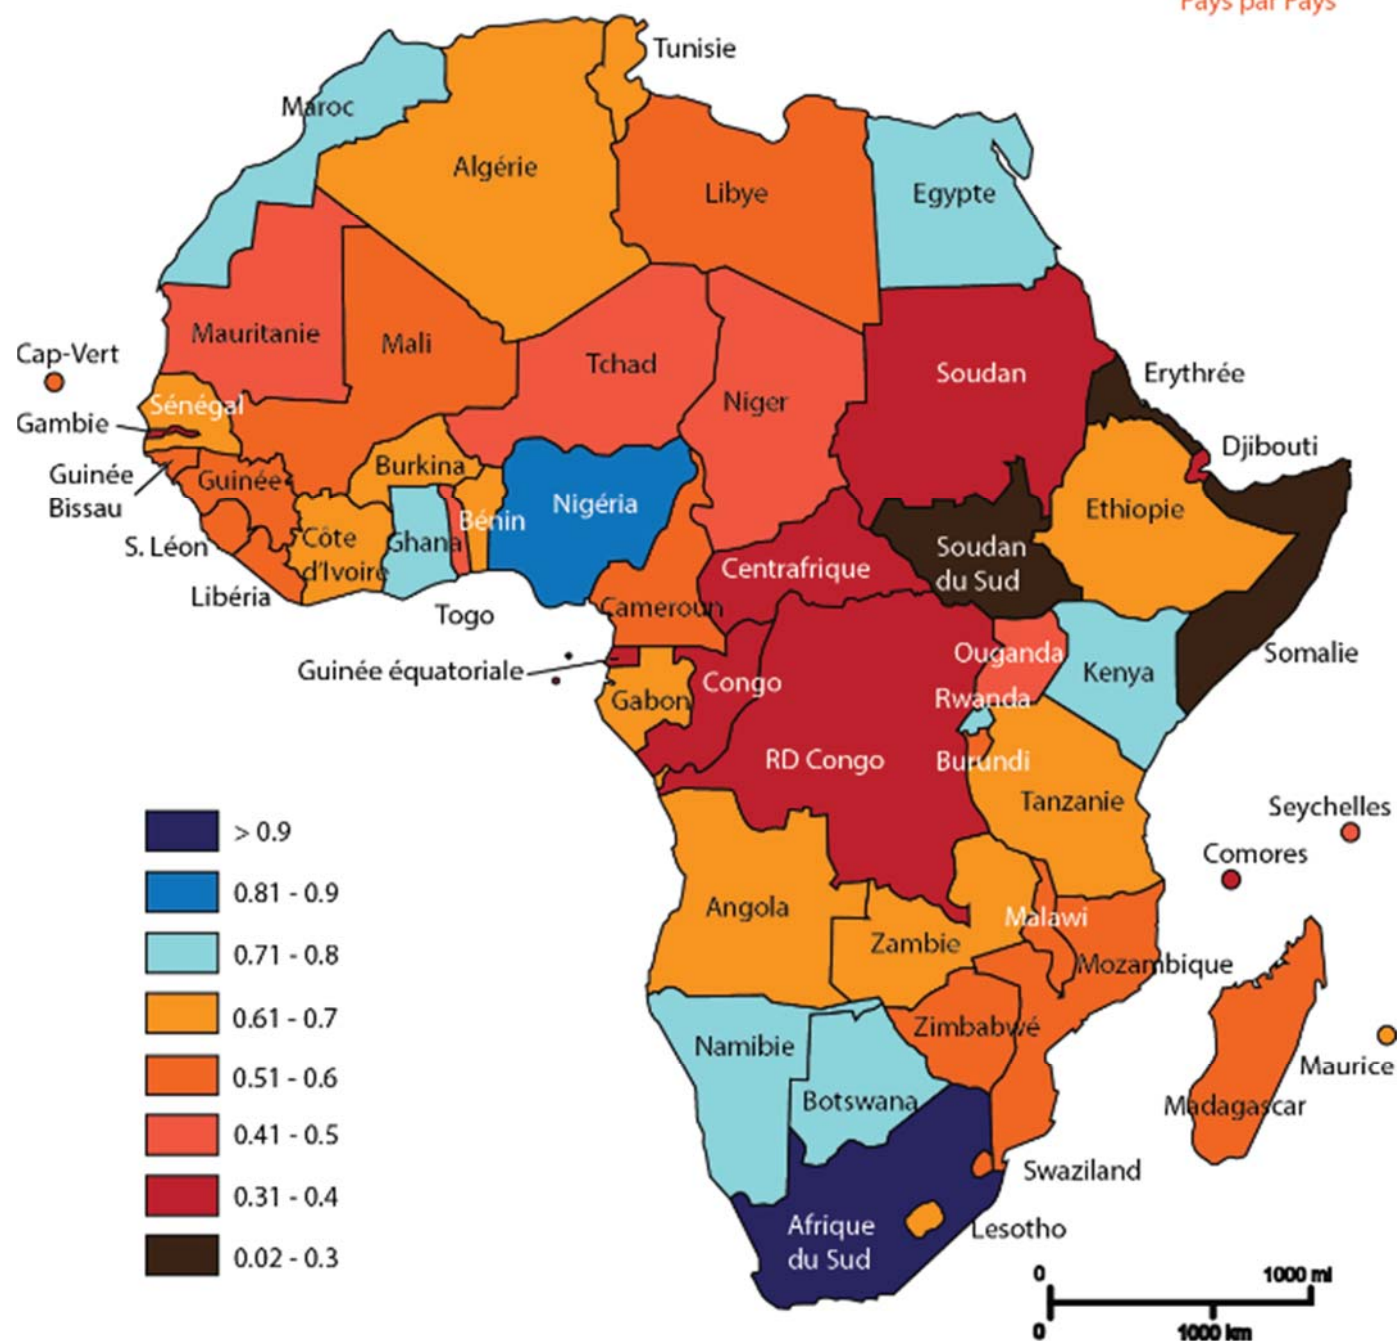 Pays par Pays
Tunisie
Maroc
Algérie
Libye
Egypte
Mauritanie
Mali
Tchad
Niger
Soudan
Erythrée
Cap-Vert
Sénégal
Gambie
Guinée
Bissau
Guinée
Burkina
Bénin
Nigéria
Djibouti
Ethiopie
S. Léon
Côte
d'Ivoire
Ghana
Soudan
du Sud
Centrafrique
Libéria
Togo
Cameroun
Guinée équatoriale
Gabon
Congo
Ouganda
Kenya
Somalie
Rwanda
RD Congo
Burundi
Tanzanie
Seychelles
Comores
Angola
Malawi
Zambie
Mozambique
Zimbabwé
Namibie
Maurice
Botswana
Madagascar
Swaziland
Afrique
du Sud
Lesotho
> 0.9
0.81 - 0.9
0.71 - 0.8
0.61 - 0.7
0.51 - 0.6
0.41 - 0.5
0.31 - 0.4
0.02 - 0.3
0 1000 mi
0 1000 km